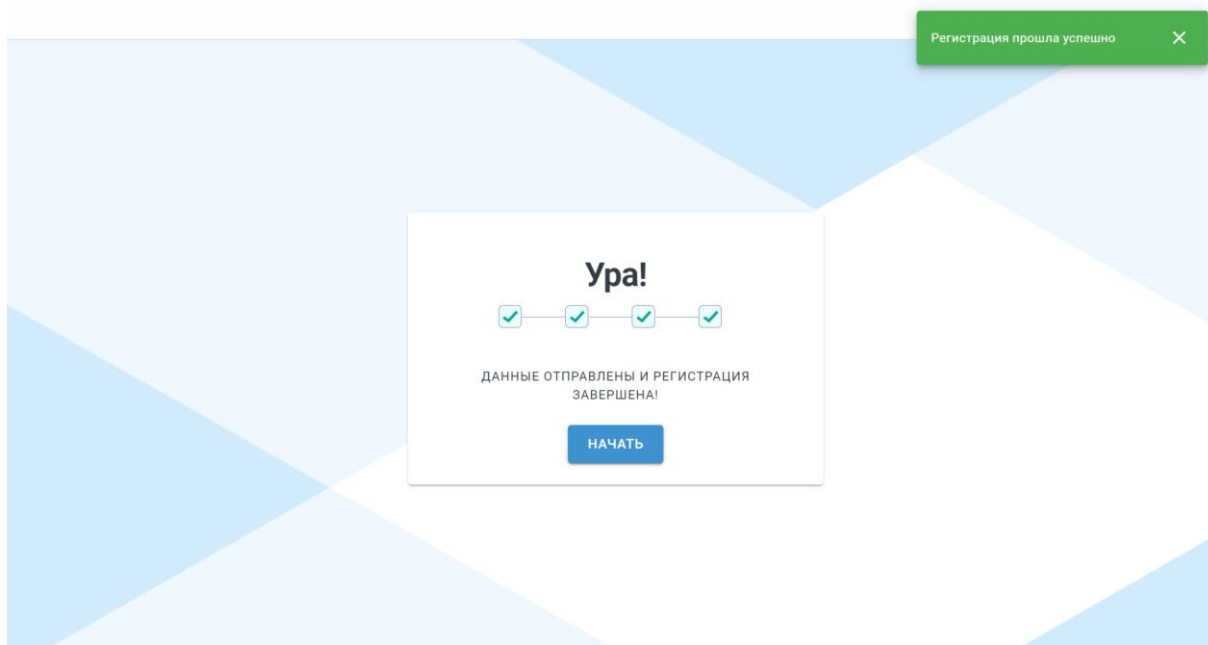 Регистрация прошла успешно
Ура!
ДАННЫЕ ОТПРАВЛЕНЫ И РЕГИСТРАЦИЯ
ЗАВЕРШЕНА!
НАЧАТЬ